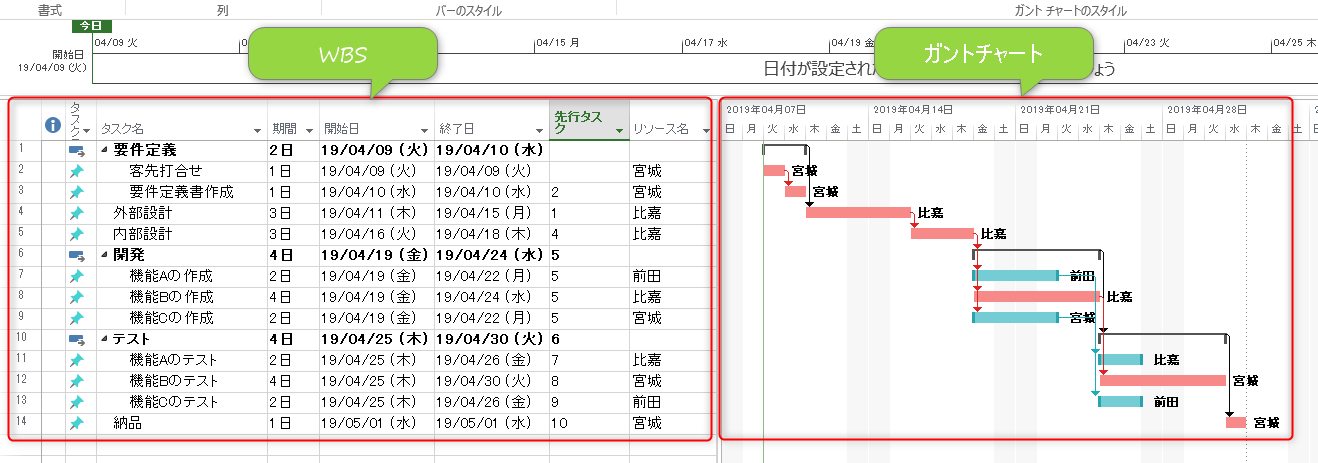 書式 列 バーのスタイル ガント チャートのスタイル
今日
04/09 火 04/15 月 04/17 水 04/19 金 04/23 火 04/25 木
開始日
19/04/09 (火)
WBS
ガントチャート
日付が設定された ょう
2019年04月07日 2019年04月14日 2019年04月21日 2019年04月28日
タスク タスク名 期間 開始日 終了日 先行タスク リソース名
日 月 火 水 木 金 土 日 月 火 水 木 金 土 日 月 火 水 木 金 土 日 月 火 水 木 金 土 日
1 要件定義 2日 19/04/09 (火) 19/04/10 (水)
2 客先打合せ 1日 19/04/09 (火) 19/04/09 (火) 宮城 宮城
3 要件定義書作成 1日 19/04/10 (水) 19/04/10 (水) 2 宮城 宮城
4 外部設計 3日 19/04/11 (木) 19/04/15 (月) 1 比嘉 比嘉
5 内部設計 3日 19/04/16 (火) 19/04/18 (木) 4 比嘉 比嘉
6 開発 4日 19/04/19 (金) 19/04/24 (水) 5
7 機能Aの作成 2日 19/04/19 (金) 19/04/22 (月) 5 前田 前田
8 機能Bの作成 4日 19/04/19 (金) 19/04/24 (水) 5 比嘉 比嘉
9 機能Cの作成 2日 19/04/19 (金) 19/04/22 (月) 5 宮城 宮城
10 テスト 4日 19/04/25 (木) 19/04/30 (火) 6
11 機能Aのテスト 2日 19/04/25 (木) 19/04/26 (金) 7 比嘉 比嘉
12 機能Bのテスト 4日 19/04/25 (木) 19/04/30 (火) 8 宮城 宮城
13 機能Cのテスト 2日 19/04/25 (木) 19/04/26 (金) 9 前田 前田
14 納品 1日 19/05/01 (水) 19/05/01 (水) 10 宮城 宮城